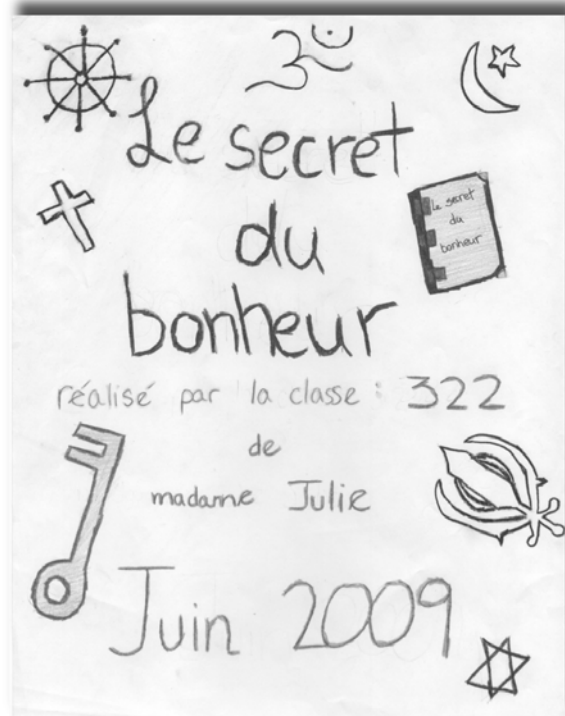 ॐ
Le secret
du
bonheur
Le secret
du
bonheur
réalisé par la classe : 322
de
madame Julie
Juin 2009